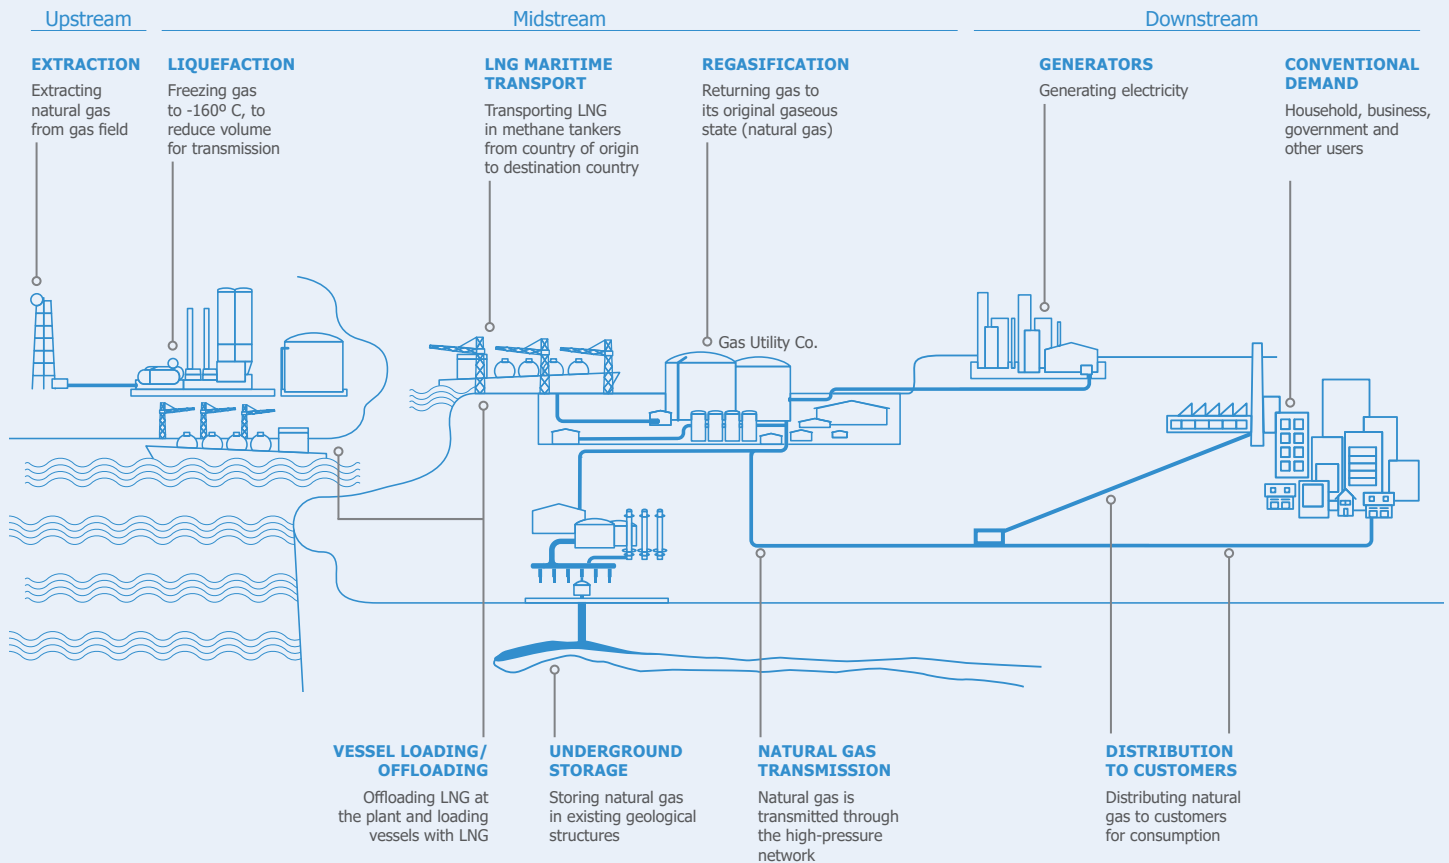 Upstream
Midstream
Downstream
EXTRACTION
Extracting
natural gas
from gas field
LIQUEFACTION
Freezing gas
to -160º C, to
reduce volume
for transmission
LNG MARITIME
TRANSPORT
Transporting LNG
in methane tankers
from country of origin
to destination country
REGASIFICATION
Returning gas to
its original gaseous
state (natural gas)
GENERATORS
Generating electricity
CONVENTIONAL
DEMAND
Household, business,
government and
other users
Gas Utility Co.
VESSEL LOADING/
OFFLOADING
Offloading LNG at
the plant and loading
vessels with LNG
UNDERGROUND
STORAGE
Storing natural gas
in existing geological
structures
NATURAL GAS
TRANSMISSION
Natural gas is
transmitted through
the high-pressure
network
DISTRIBUTION
TO CUSTOMERS
Distributing natural
gas to customers
for consumption